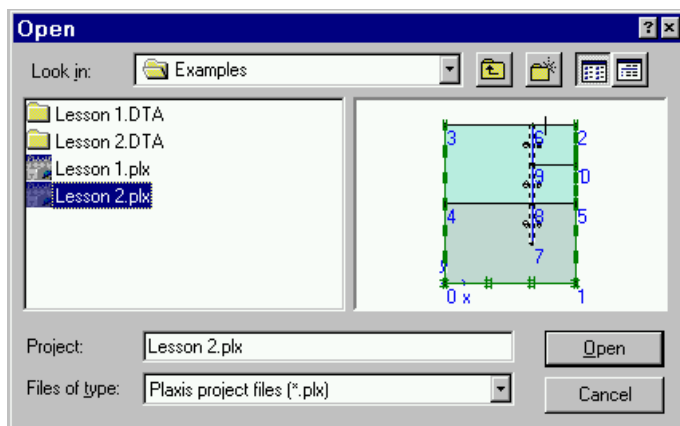 Open
Look in: Examples
Lesson 1.DTA
Lesson 2.DTA
Lesson 1.plx
Lesson 2.plx
3 6 2
9 10
4 8 5
7
y
0 x 1
Project: Lesson 2.plx Open
Files of type: Plaxis project files (*.plx) Cancel